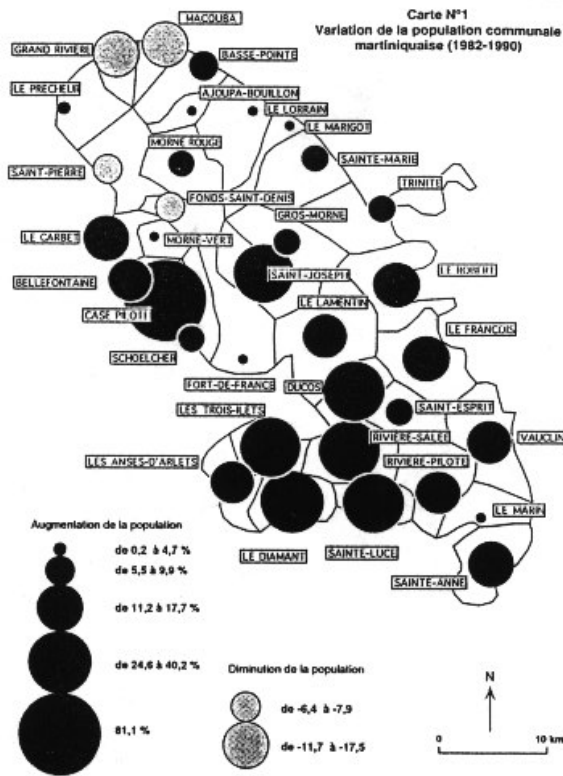 Carte N°1
Variation de la population communale
martiniquaise (1982-1990)
MACOUBA
GRAND RIVIERE
BASSE-POINTE
LE PRECHEUR
AJOUPA-BOUILLON
LE LORRAIN
LE MARIGOT
MORNE ROUGE
SAINTE-MARIE
SAINT-PIERRE
TRINITE
FONDS-SAINT-DENIS
GROS-MORNE
LE CARBET
MORNE-VERT
BELLEFONTAINE
SAINT-JOSEPH
LE ROBERT
LE LAMENTIN
CASE PILOTE
LE FRANÇOIS
SCHOELCHER
FORT-DE-FRANCE
DUCOS
LES TROIS-ILETS
SAINT-ESPRIT
RIVIERE-SALEE
VAUCLIN
LES ANSES-D'ARLETS
RIVIERE-PILOTE
LE MARIN
LE DIAMANT
SAINTE-LUCE
SAINTE-ANNE
Augmentation de la population
de 0,2 à 4,7 %
de 5,5 à 9,9 %
de 11,2 à 17,7 %
de 24,6 à 40,2 %
81,1 %
Diminution de la population
de -6,4 à -7,9
de -11,7 à -17,5
N
0 10 km